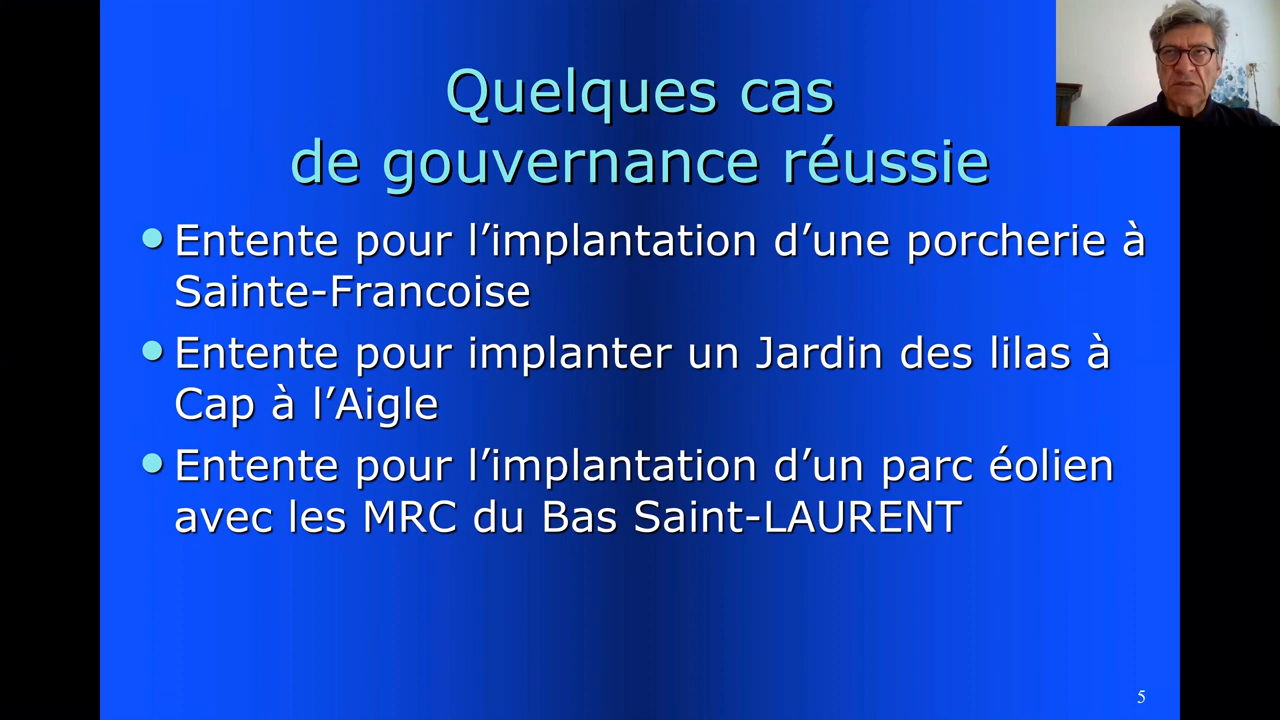 Quelques cas
de gouvernance réussie
• Entente pour l’implantation d’une porcherie à
Sainte-Francoise
• Entente pour implanter un Jardin des lilas à
Cap à l’Aigle
• Entente pour l’implantation d’un parc éolien
avec les MRC du Bas Saint-LAURENT
5